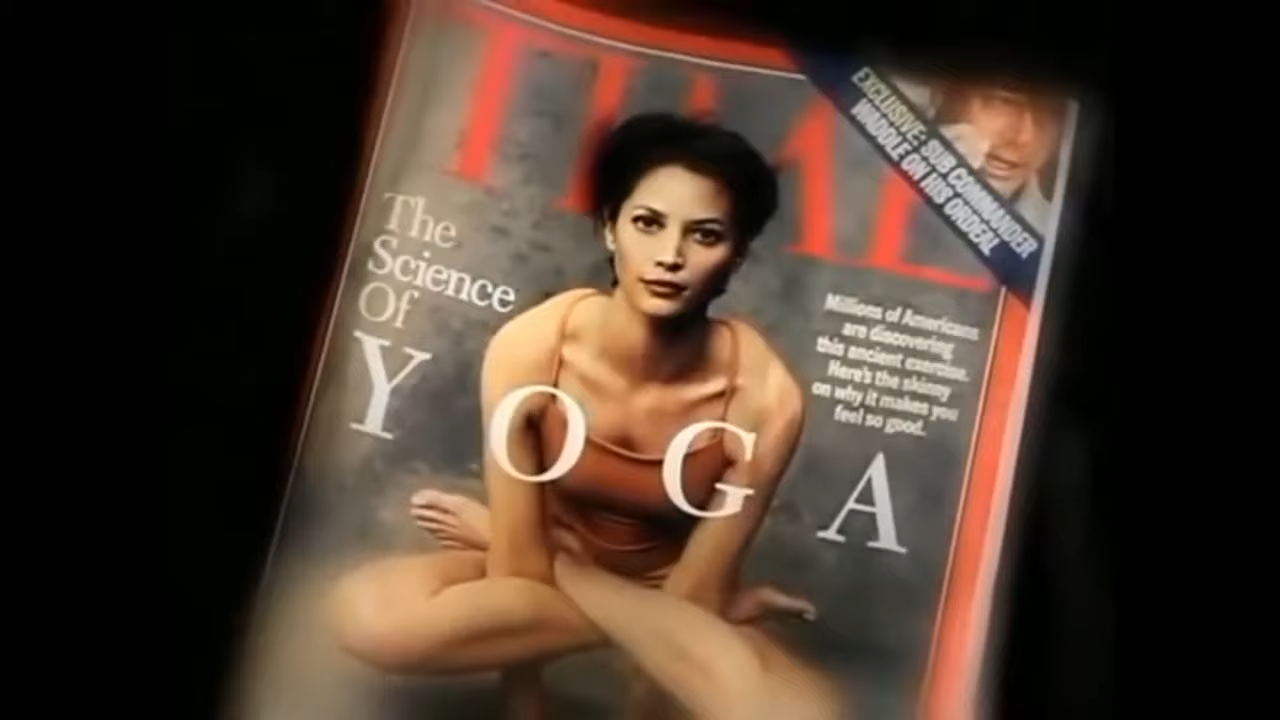 TIME
EXCLUSIVE: SUB COMMANDER
WADDLE ON HIS ORDEAL
The
Science
Of
YOGA
Millions of Americans
are discovering
this ancient exercise.
Here's the skinny
on why it makes you
feel so good.